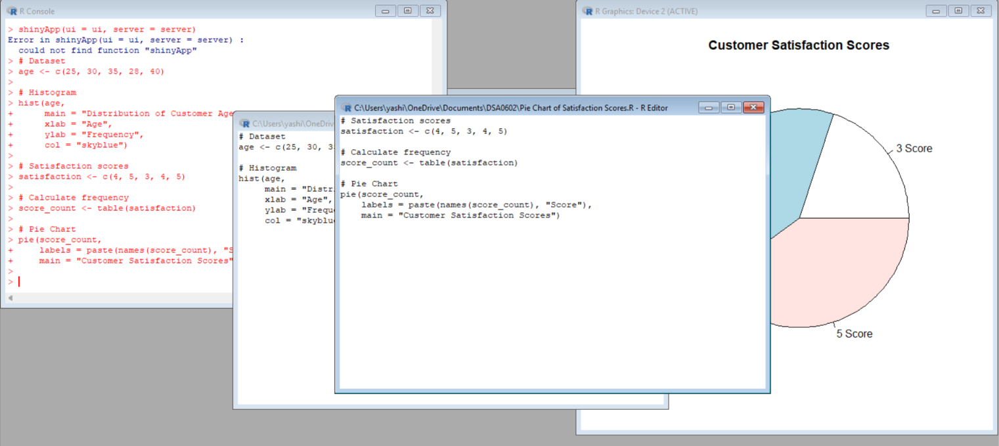 R Console
> shinyApp(ui = ui, server = server)
Error in shinyApp(ui = ui, server = server) :
  could not find function "shinyApp"
> # Dataset
> age <- c(25, 30, 35, 28, 40)
>
> # Histogram
> hist(age,
+      main = "Distribution of Customer Age
+      xlab = "Age",
+      ylab = "Frequency",
+      col = "skyblue")
>
> # Satisfaction scores
> satisfaction <- c(4, 5, 3, 4, 5)
>
> # Calculate frequency
> score_count <- table(satisfaction)
>
> # Pie Chart
> pie(score_count,
+     labels = paste(names(score_count), "S
+     main = "Customer Satisfaction Scores"
>
>
C:\Users\yashi\OneDriv
# Dataset
age <- c(25, 30, 3
# Histogram
hist(age,
     main = "Distr
     xlab = "Age",
     ylab = "Frequ
     col = "skyblu
C:\Users\yashi\OneDrive\Documents\DSA0602\Pie Chart of Satisfaction Scores.R - R Editor
# Satisfaction scores
satisfaction <- c(4, 5, 3, 4, 5)
# Calculate frequency
score_count <- table(satisfaction)
# Pie Chart
pie(score_count,
    labels = paste(names(score_count), "Score"),
    main = "Customer Satisfaction Scores")
R Graphics: Device 2 (ACTIVE)
Customer Satisfaction Scores
3 Score
5 Score